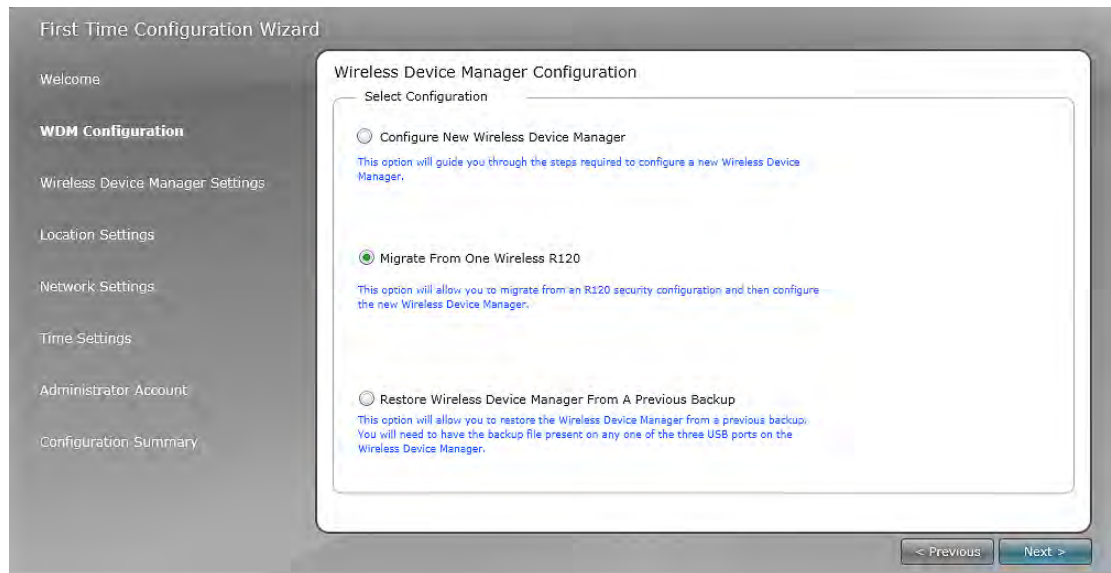 First Time Configuration Wizard
Welcome
WDM Configuration
Wireless Device Manager Settings
Location Settings
Network Settings
Time Settings
Administrator Account
Configuration Summary
Wireless Device Manager Configuration
Select Configuration
Configure New Wireless Device Manager
This option will guide you through the steps required to configure a new Wireless Device
Manager.
Migrate From One Wireless R120
This option will allow you to migrate from an R120 security configuration and then configure
the new Wireless Device Manager.
Restore Wireless Device Manager From A Previous Backup
This option will allow you to restore the Wireless Device Manager from a previous backup.
You will need to have the backup file present on any one of the three USB ports on the
Wireless Device Manager.
< Previous
Next >